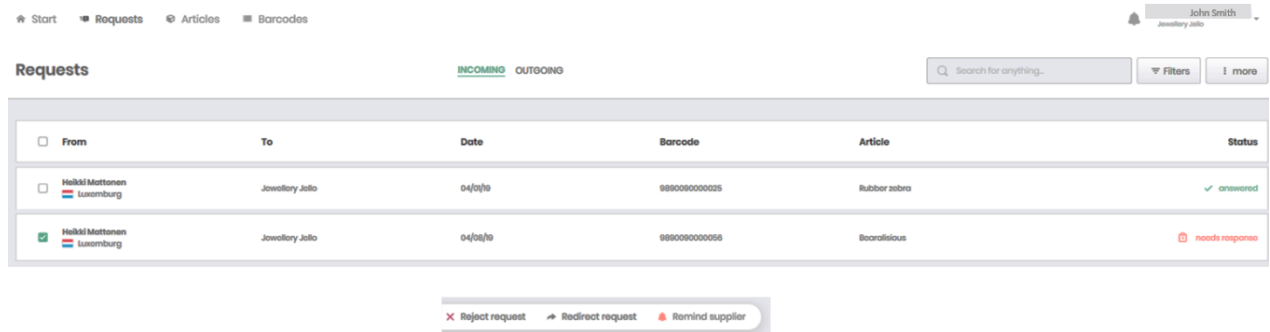 Start Requests Articles Barcodes
John Smith
Jewellery Jello
Requests INCOMING OUTGOING Search for anything... Filters more
From To Date Barcode Article Status
Heikki Mattonen
Luxemburg Jewellery Jello 04/01/19 9890090000025 Rubber zebra answered
Heikki Mattonen
Luxemburg Jewellery Jello 04/08/19 9890090000056 Bearalisious needs response
Reject request Redirect request Remind supplier